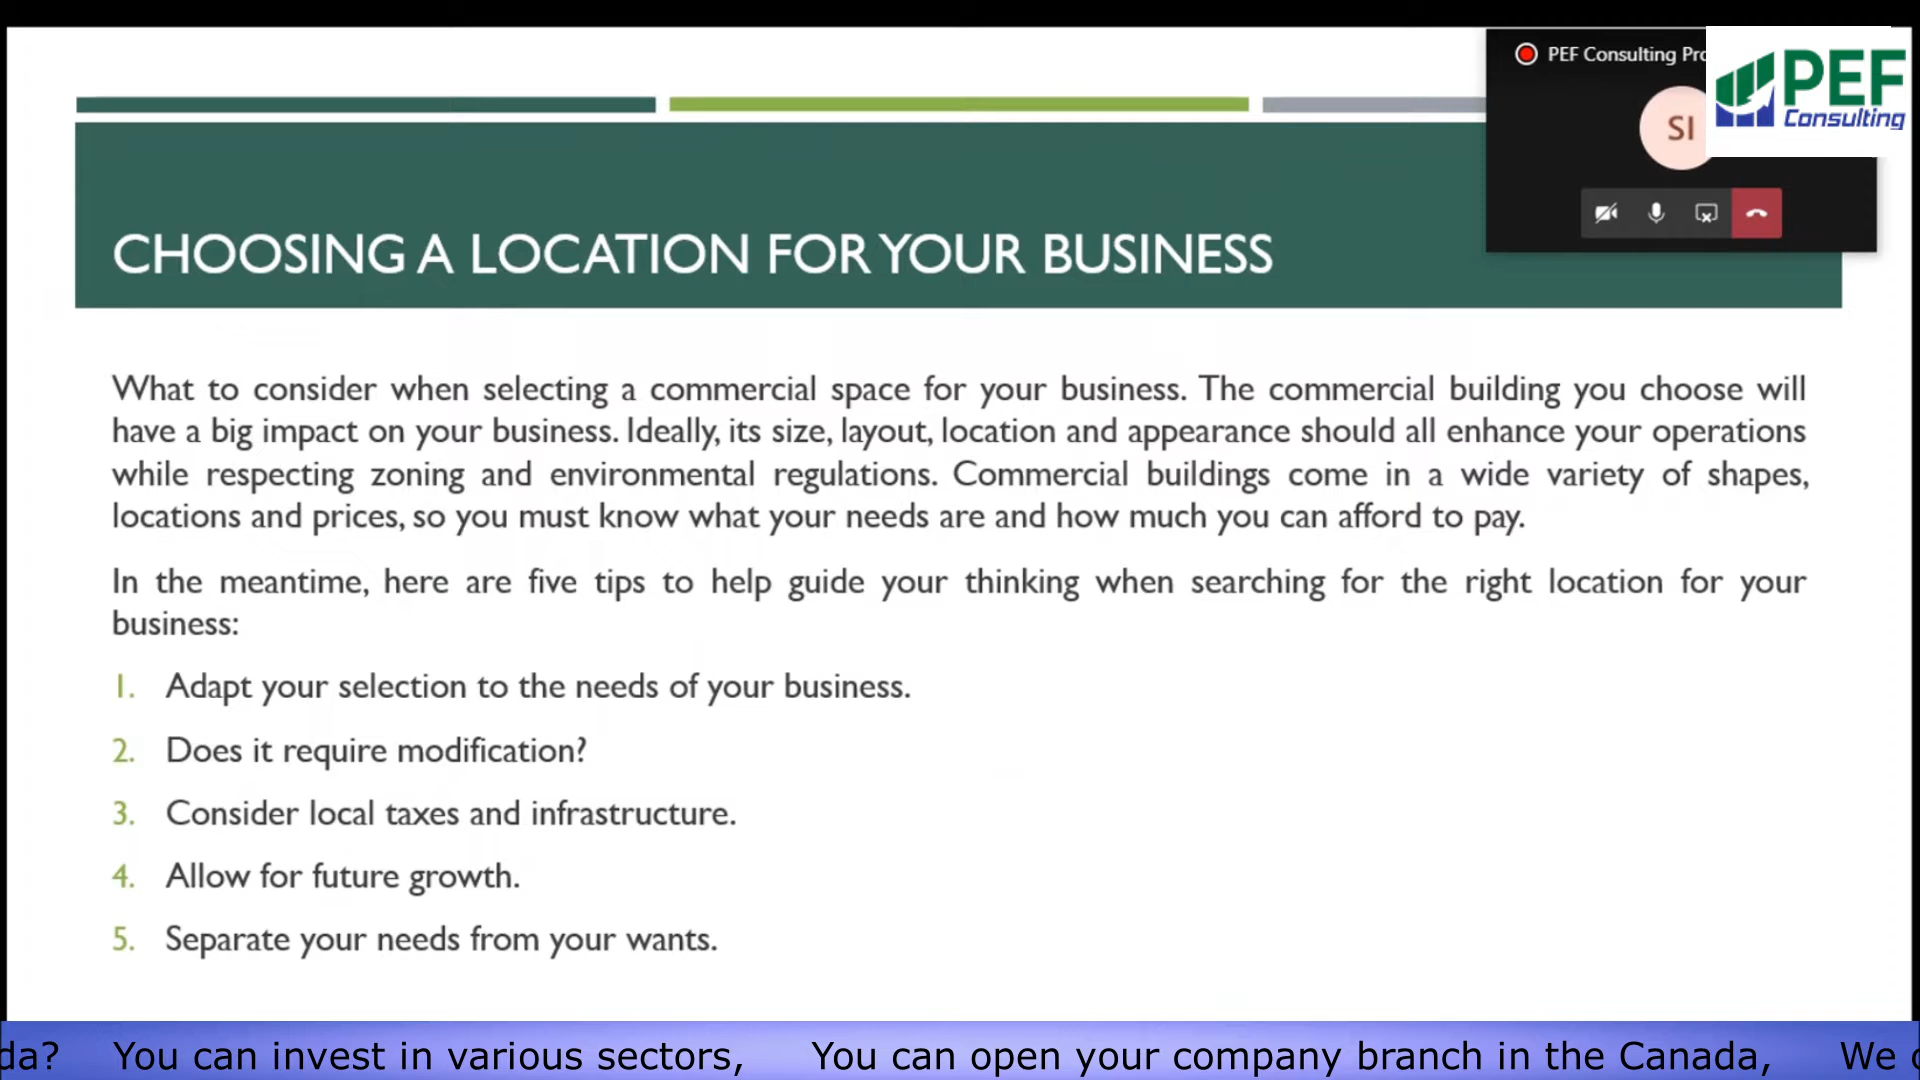 PEF Consulting Pro
PEF
Consulting
SI
CHOOSING A LOCATION FOR YOUR BUSINESS
What to consider when selecting a commercial space for your business. The commercial building you choose will
have a big impact on your business. Ideally, its size, layout, location and appearance should all enhance your operations
while respecting zoning and environmental regulations. Commercial buildings come in a wide variety of shapes,
locations and prices, so you must know what your needs are and how much you can afford to pay.
In the meantime, here are five tips to help guide your thinking when searching for the right location for your
business:
1. Adapt your selection to the needs of your business.
2. Does it require modification?
3. Consider local taxes and infrastructure.
4. Allow for future growth.
5. Separate your needs from your wants.
da? You can invest in various sectors, You can open your company branch in the Canada, We